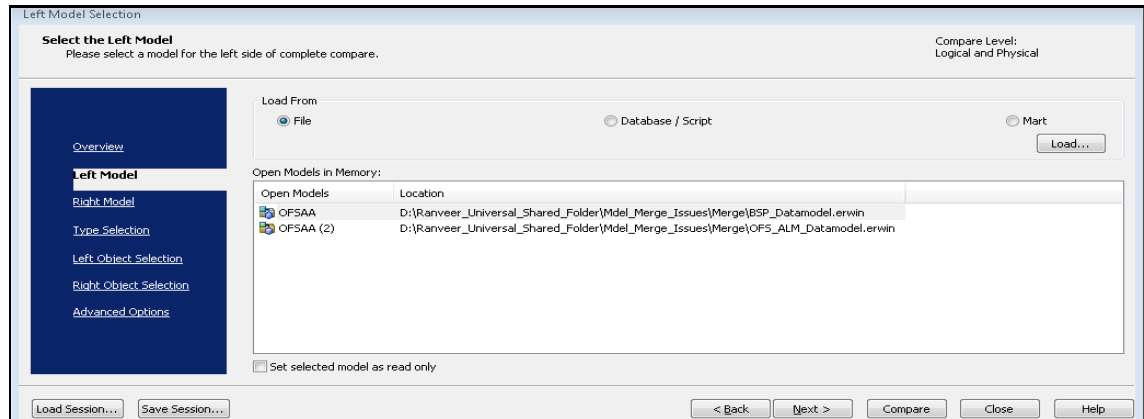 Left Model Selection
Select the Left Model
Please select a model for the left side of complete compare.
Compare Level:
Logical and Physical
Overview
Left Model
Right Model
Type Selection
Left Object Selection
Right Object Selection
Advanced Options
Load From
File
Database / Script
Mart
Load...
Open Models in Memory:
Open Models Location
OFSAA D:\Ranveer_Universal_Shared_Folder\Mdel_Merge_Issues\Merge\BSP_Datamodel.erwin
OFSAA (2) D:\Ranveer_Universal_Shared_Folder\Mdel_Merge_Issues\Merge\OFS_ALM_Datamodel.erwin
Set selected model as read only
Load Session... Save Session... < Back Next > Compare Close Help